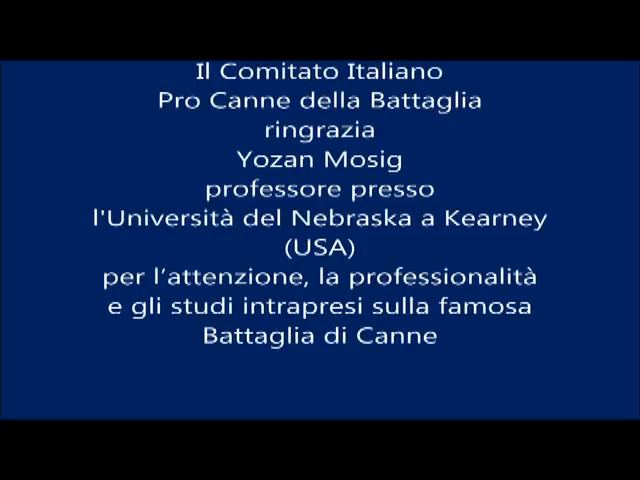 Il Comitato Italiano
Pro Canne della Battaglia
ringrazia
Yozan Mosig
professore presso
l'Università del Nebraska a Kearney
(USA)
per l’attenzione, la professionalità
e gli studi intrapresi sulla famosa
Battaglia di Canne